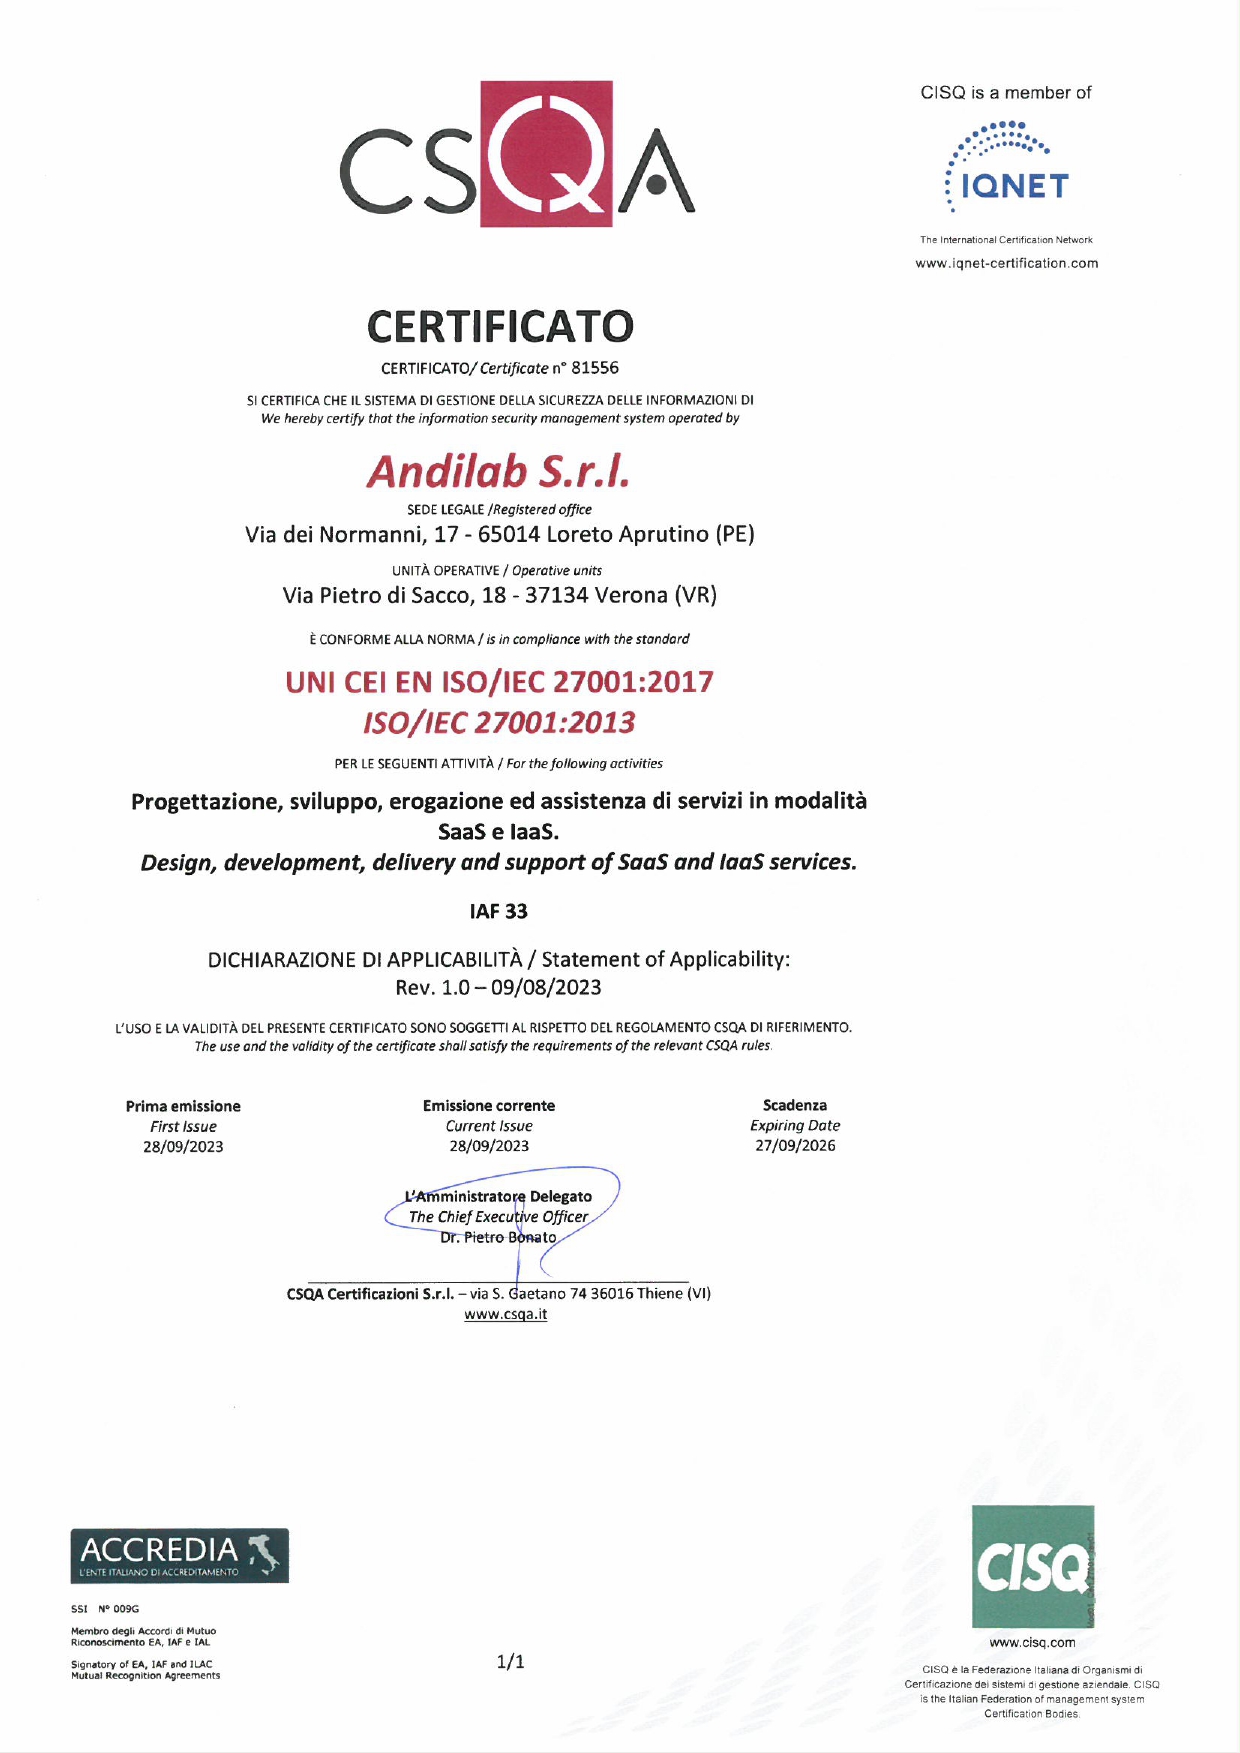 CSQA
CISQ is a member of
IQNET
The International Certification Network
www.iqnet-certification.com
CERTIFICATO
CERTIFICATO/ Certificate n° 81556
SI CERTIFICA CHE IL SISTEMA DI GESTIONE DELLA SICUREZZA DELLE INFORMAZIONI DI
We hereby certify that the information security management system operated by
Andilab S.r.l.
SEDE LEGALE /Registered office
Via dei Normanni, 17 - 65014 Loreto Aprutino (PE)
UNITÀ OPERATIVE / Operative units
Via Pietro di Sacco, 18 - 37134 Verona (VR)
È CONFORME ALLA NORMA / is in compliance with the standard
UNI CEI EN ISO/IEC 27001:2017
ISO/IEC 27001:2013
PER LE SEGUENTI ATTIVITÀ / For the following activities
Progettazione, sviluppo, erogazione ed assistenza di servizi in modalità
SaaS e IaaS.
Design, development, delivery and support of SaaS and IaaS services.
IAF 33
DICHIARAZIONE DI APPLICABILITÀ / Statement of Applicability:
Rev. 1.0 – 09/08/2023
L'USO E LA VALIDITÀ DEL PRESENTE CERTIFICATO SONO SOGGETTI AL RISPETTO DEL REGOLAMENTO CSQA DI RIFERIMENTO.
The use and the validity of the certificate shall satisfy the requirements of the relevant CSQA rules.
Prima emissione
First Issue
28/09/2023
Emissione corrente
Current Issue
28/09/2023
Scadenza
Expiring Date
27/09/2026
L'Amministratore Delegato
The Chief Executive Officer
Dr. Pietro Bonato
CSQA Certificazioni S.r.l. – via S. Gaetano 74 36016 Thiene (VI)
www.csqa.it
ACCREDIA
L'ENTE ITALIANO DI ACCREDITAMENTO
SSI N° 009G
Membro degli Accordi di Mutuo
Riconoscimento EA, IAF e IAL
Signatory of EA, IAF and ILAC
Mutual Recognition Agreements
1/1
CISQ
www.cisq.com
CISQ è la Federazione Italiana di Organismi di
Certificazione dei sistemi di gestione aziendale. CISQ
is the Italian Federation of management system
Certification Bodies.